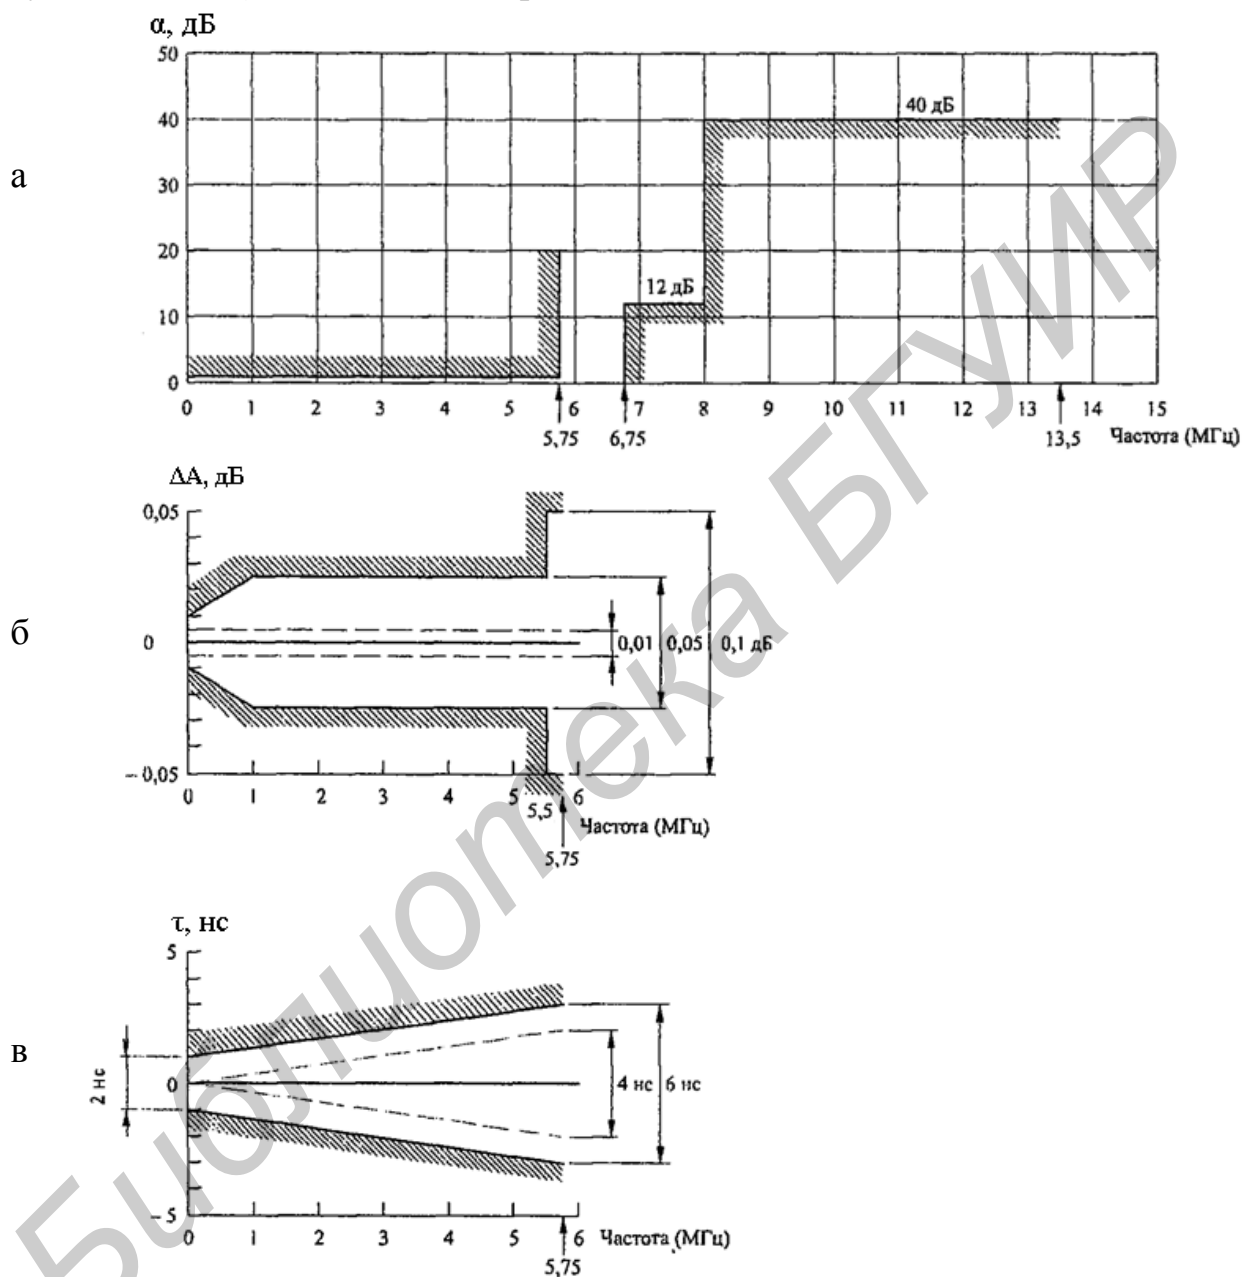 α, дБ
50
40
30
20
10
0
40 дБ
12 дБ
а
0 1 2 3 4 5 6 7 8 9 10 11 12 13 14 15
5,75 6,75 13,5 Частота (МГц)
ΔА, дБ
0,05
0
– 0,05
б
0,01 0,05 0,1 дБ
0 1 2 3 4 5 6
5,5
Частота (МГц)
5,75
τ, нс
5
0
– 5
в
2 нс
4 нс 6 нс
0 1 2 3 4 5 6 Частота (МГц)
5,75
Библиотека БГУИР